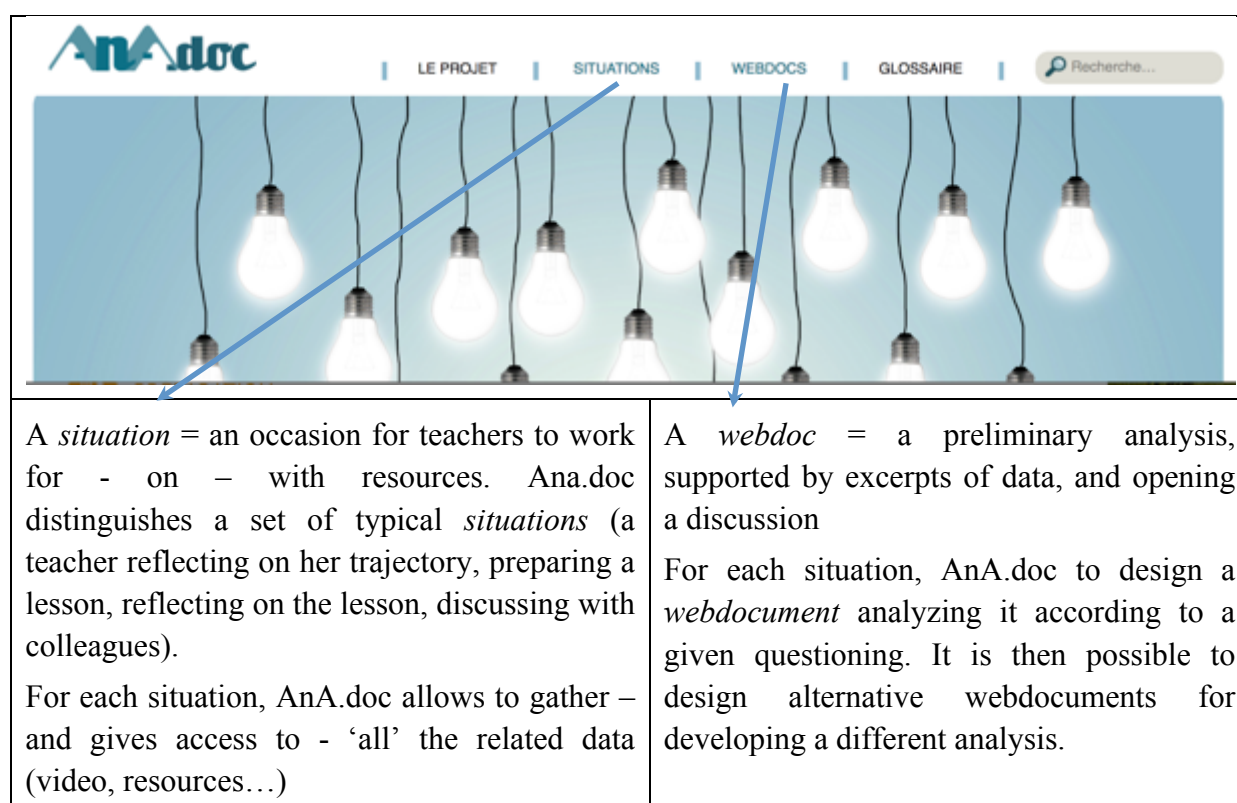 AnA.doc
LE PROJET
SITUATIONS
WEBDOCS
GLOSSAIRE
Recherche...
A situation = an occasion for teachers to work
for - on – with resources. Ana.doc
distinguishes a set of typical situations (a
teacher reflecting on her trajectory, preparing a
lesson, reflecting on the lesson, discussing with
colleagues).
For each situation, AnA.doc allows to gather –
and gives access to - ‘all’ the related data
(video, resources…)
A webdoc = a preliminary analysis,
supported by excerpts of data, and opening
a discussion
For each situation, AnA.doc to design a
webdocument analyzing it according to a
given questioning. It is then possible to
design alternative webdocuments for
developing a different analysis.